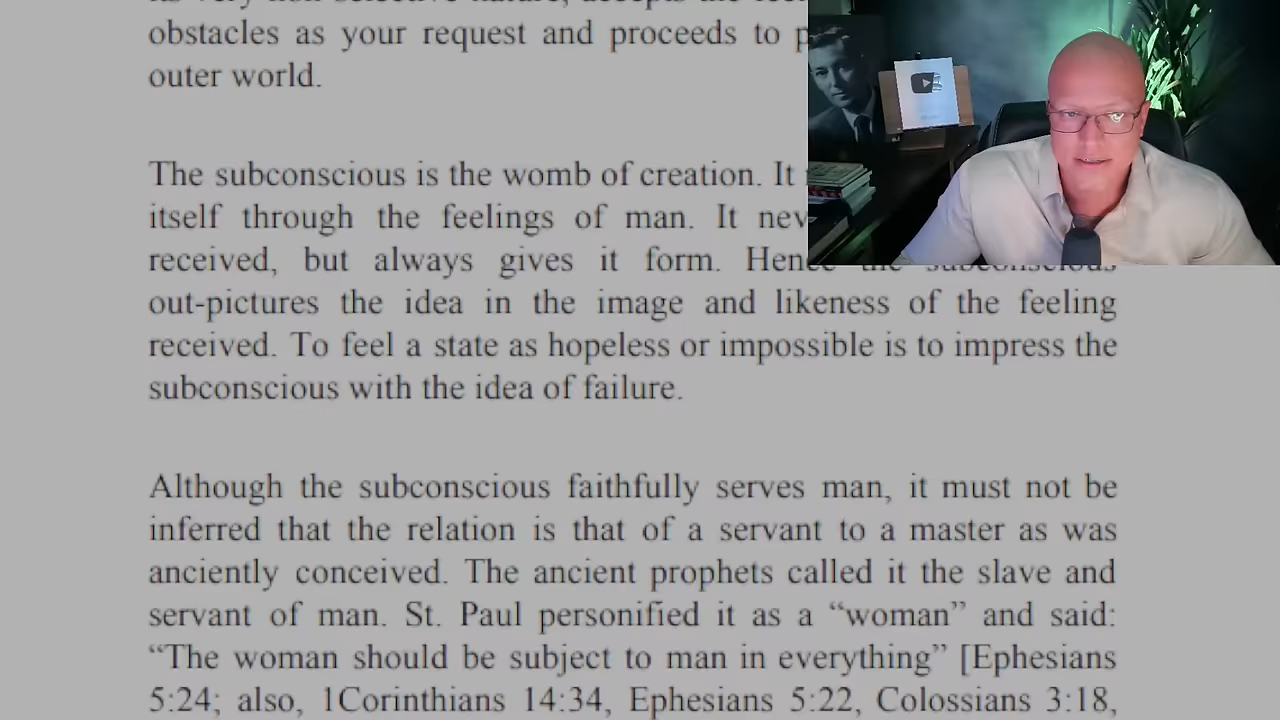 obstacles as your request and proceeds to
outer world.
The subconscious is the womb of creation. It
itself through the feelings of man. It
received, but always gives it form. Hence the subconscious
out-pictures the idea in the image and likeness of the feeling
received. To feel a state as hopeless or impossible is to impress the
subconscious with the idea of failure.
Although the subconscious faithfully serves man, it must not be
inferred that the relation is that of a servant to a master as was
anciently conceived. The ancient prophets called it the slave and
servant of man. St. Paul personified it as a “woman” and said:
“The woman should be subject to man in everything” [Ephesians
5:24; also, 1Corinthians 14:34, Ephesians 5:22, Colossians 3:18,